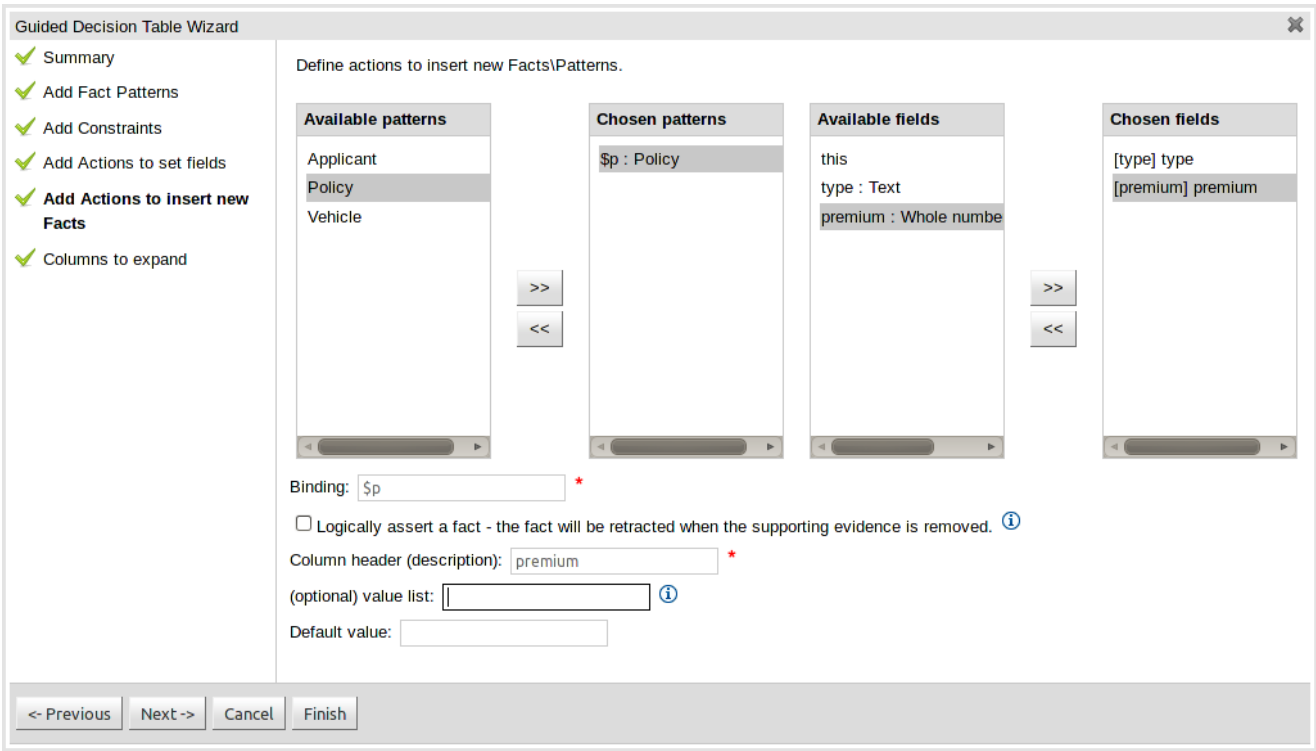 Guided Decision Table Wizard
Summary
Add Fact Patterns
Add Constraints
Add Actions to set fields
Add Actions to insert new
Facts
Columns to expand
Define actions to insert new Facts\Patterns.
Available patterns
Applicant
Policy
Vehicle
>>
<<
Chosen patterns
$p : Policy
Available fields
this
type : Text
premium : Whole numbe
>>
<<
Chosen fields
[type] type
[premium] premium
Binding: $p *
Logically assert a fact - the fact will be retracted when the supporting evidence is removed.
Column header (description): premium *
(optional) value list:
Default value:
<- Previous Next -> Cancel Finish